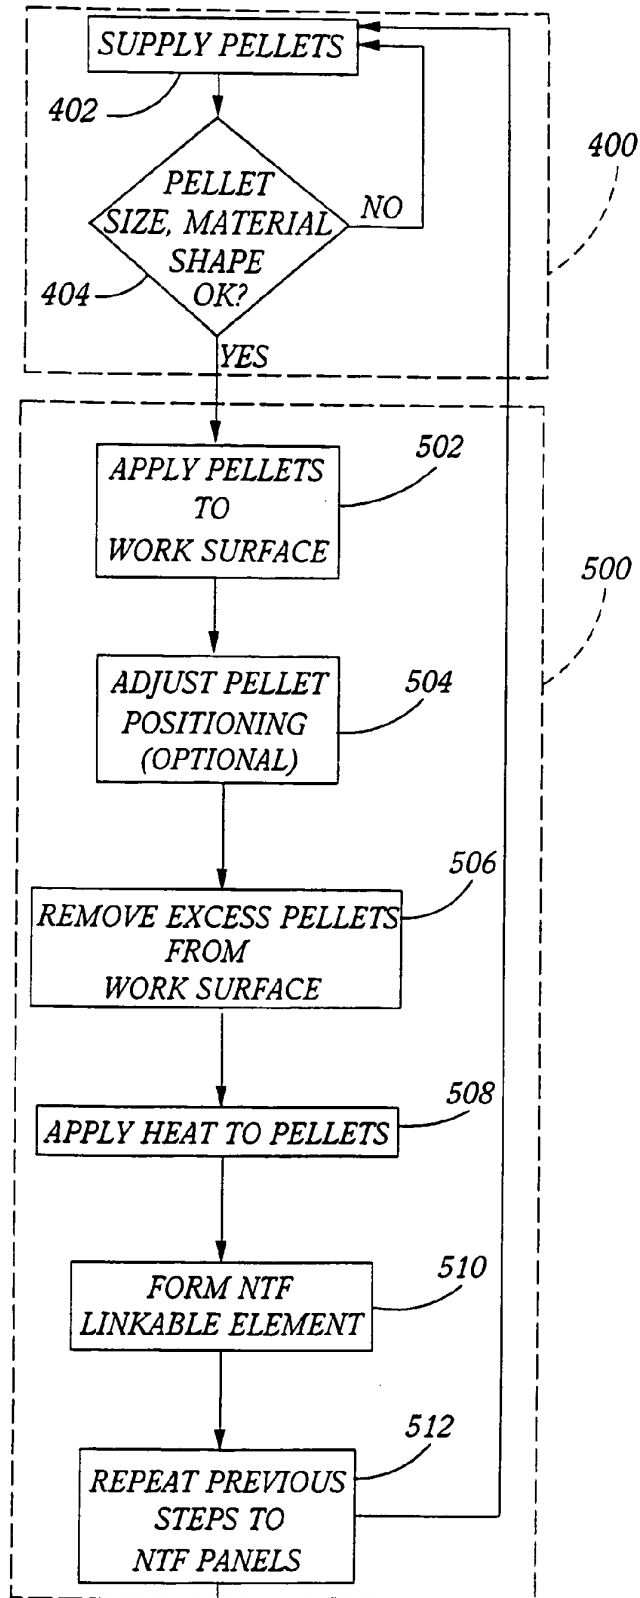 SUPPLY PELLETS
402
400
PELLET
SIZE, MATERIAL
SHAPE
OK?
NO
404
YES
502
APPLY PELLETS
TO
WORK SURFACE
500
504
ADJUST PELLET
POSITIONING
(OPTIONAL)
506
REMOVE EXCESS PELLETS
FROM
WORK SURFACE
508
APPLY HEAT TO PELLETS
510
FORM NTF
LINKABLE ELEMENT
512
REPEAT PREVIOUS
STEPS TO
NTF PANELS